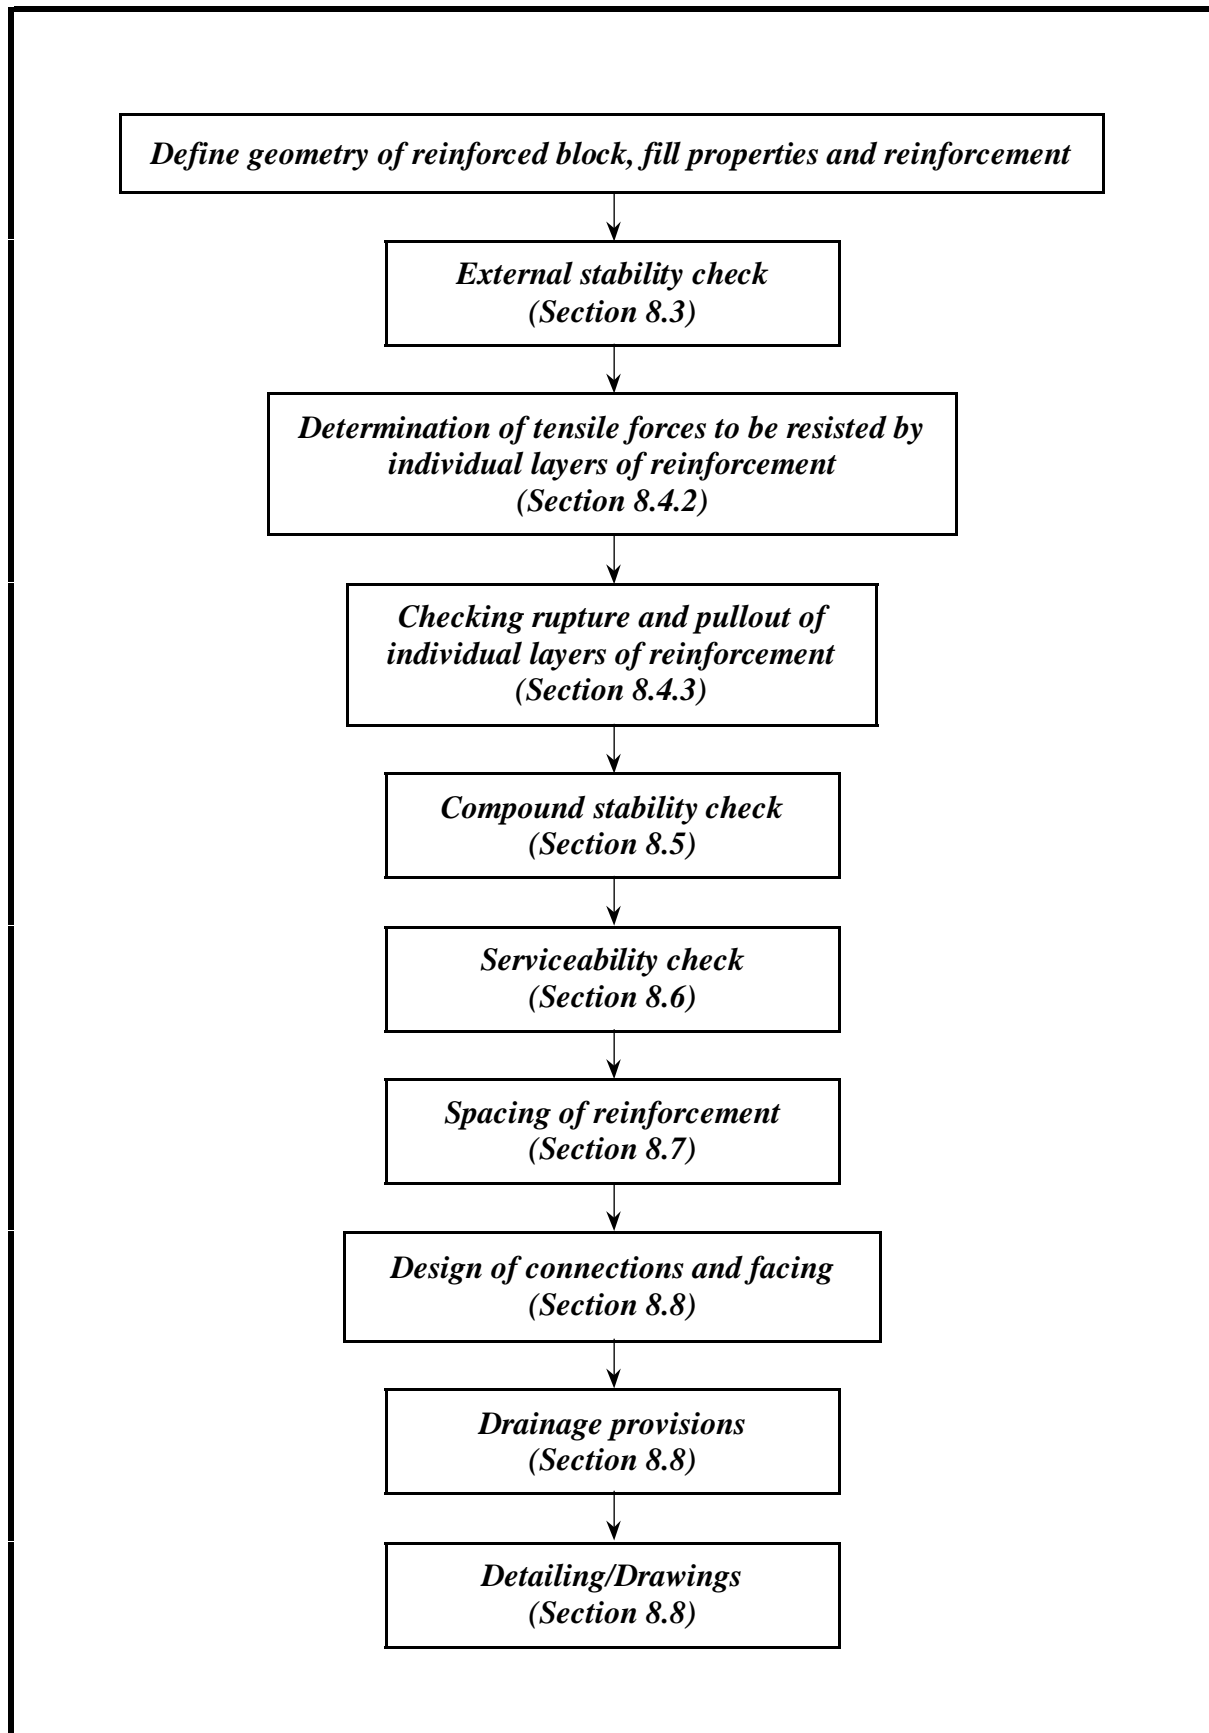 Define geometry of reinforced block, fill properties and reinforcement
External stability check
(Section 8.3)
Determination of tensile forces to be resisted by
individual layers of reinforcement
(Section 8.4.2)
Checking rupture and pullout of
individual layers of reinforcement
(Section 8.4.3)
Compound stability check
(Section 8.5)
Serviceability check
(Section 8.6)
Spacing of reinforcement
(Section 8.7)
Design of connections and facing
(Section 8.8)
Drainage provisions
(Section 8.8)
Detailing/Drawings
(Section 8.8)